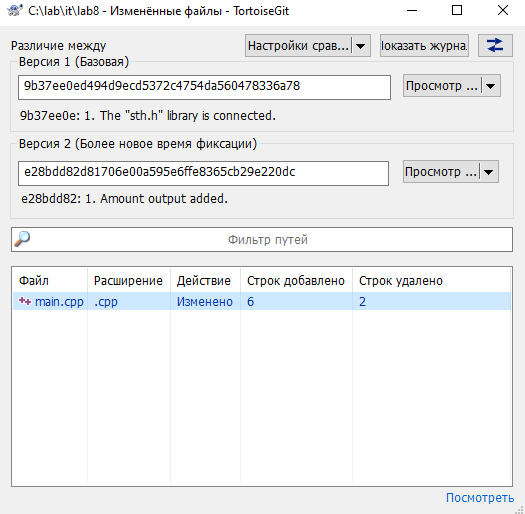 C:\lab\it\lab8 - Изменённые файлы - TortoiseGit
Различие между
Настройки срав...
Показать журнал
Версия 1 (Базовая)
9b37ee0ed494d9ecd5372c4754da560478336a78
Просмотр ...
9b37ee0e: 1. The "sth.h" library is connected.
Версия 2 (Более новое время фиксации)
e28bdd82d81706e00a595e6ffe8365cb29e220dc
Просмотр ...
e28bdd82: 1. Amount output added.
Фильтр путей
Файл Расширение Действие Строк добавлено Строк удалено
main.cpp .cpp Изменено 6 2
Посмотреть